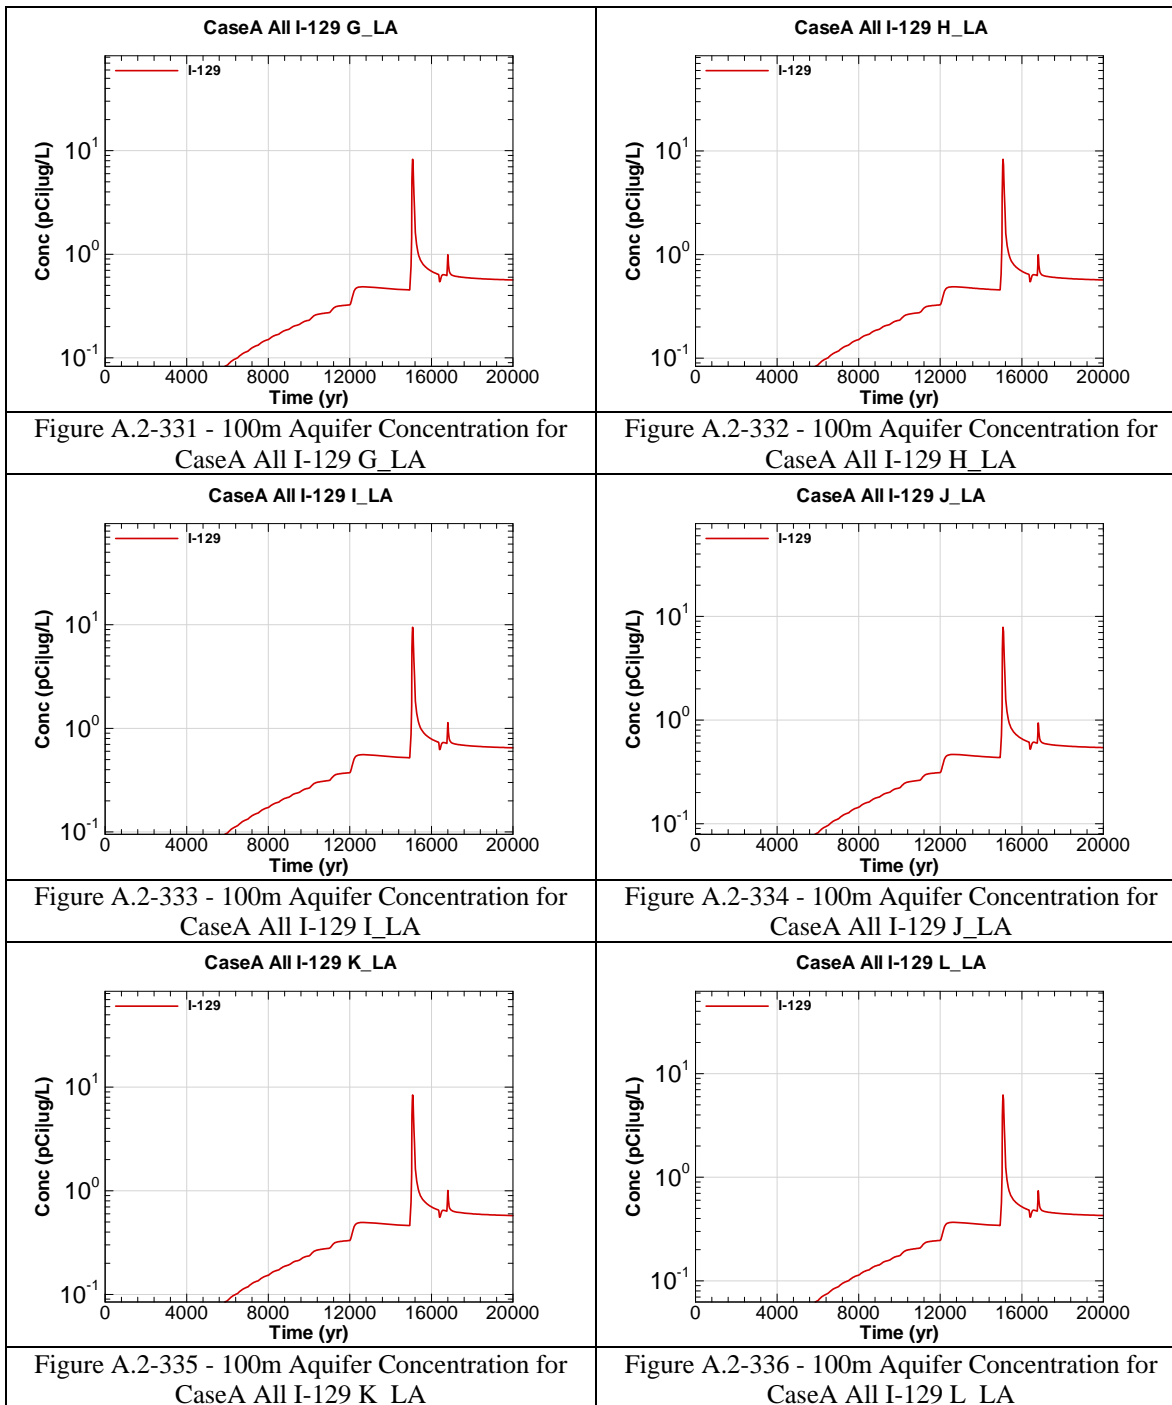 CaseA All I-129 G_LA
I-129
10^1
10^0
10^-1
Conc (pCi|ug/L)
0 4000 8000 12000 16000 20000
Time (yr)
Figure A.2-331 - 100m Aquifer Concentration for
CaseA All I-129 G_LA
CaseA All I-129 H_LA
I-129
10^1
10^0
10^-1
Conc (pCi|ug/L)
0 4000 8000 12000 16000 20000
Time (yr)
Figure A.2-332 - 100m Aquifer Concentration for
CaseA All I-129 H_LA
CaseA All I-129 I_LA
I-129
10^1
10^0
10^-1
Conc (pCi|ug/L)
0 4000 8000 12000 16000 20000
Time (yr)
Figure A.2-333 - 100m Aquifer Concentration for
CaseA All I-129 I_LA
CaseA All I-129 J_LA
I-129
10^1
10^0
10^-1
Conc (pCi|ug/L)
0 4000 8000 12000 16000 20000
Time (yr)
Figure A.2-334 - 100m Aquifer Concentration for
CaseA All I-129 J_LA
CaseA All I-129 K_LA
I-129
10^1
10^0
10^-1
Conc (pCi|ug/L)
0 4000 8000 12000 16000 20000
Time (yr)
Figure A.2-335 - 100m Aquifer Concentration for
CaseA All I-129 K_LA
CaseA All I-129 L_LA
I-129
10^1
10^0
10^-1
Conc (pCi|ug/L)
0 4000 8000 12000 16000 20000
Time (yr)
Figure A.2-336 - 100m Aquifer Concentration for
CaseA All I-129 L_LA